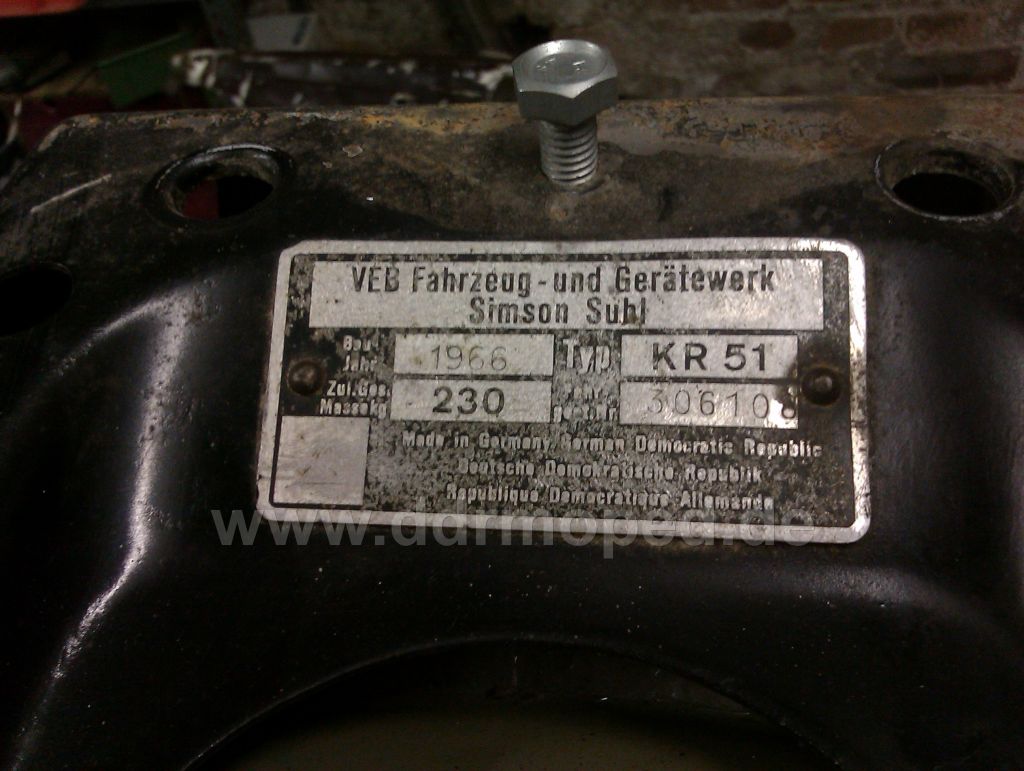 VEB Fahrzeug-und Gerätewerk
Simson Suhl
Bau Jahr 1966 Typ KR 51
Zul.Ges. Masse kg 230 306108
Made in Germany German Democratic Republic
Deutsche Demokratische Republik
Republique Democratique Allemande
www.ddrmoped.de